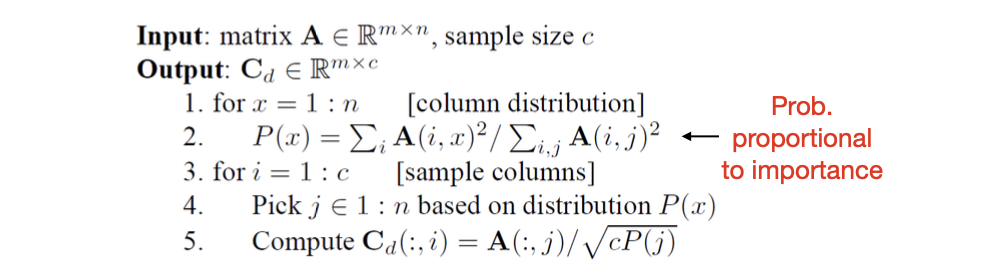 Input: matrix A ∈ ℝ^{m×n}, sample size c
Output: C_d ∈ ℝ^{m×c}
1. for x = 1 : n [column distribution]
2. P(x) = ∑_i A(i, x)²/ ∑_{i,j} A(i, j)²
3. for i = 1 : c [sample columns]
4. Pick j ∈ 1 : n based on distribution P(x)
5. Compute C_d(:, i) = A(:, j)/√(cP(j))
Prob.
proportional
to importance